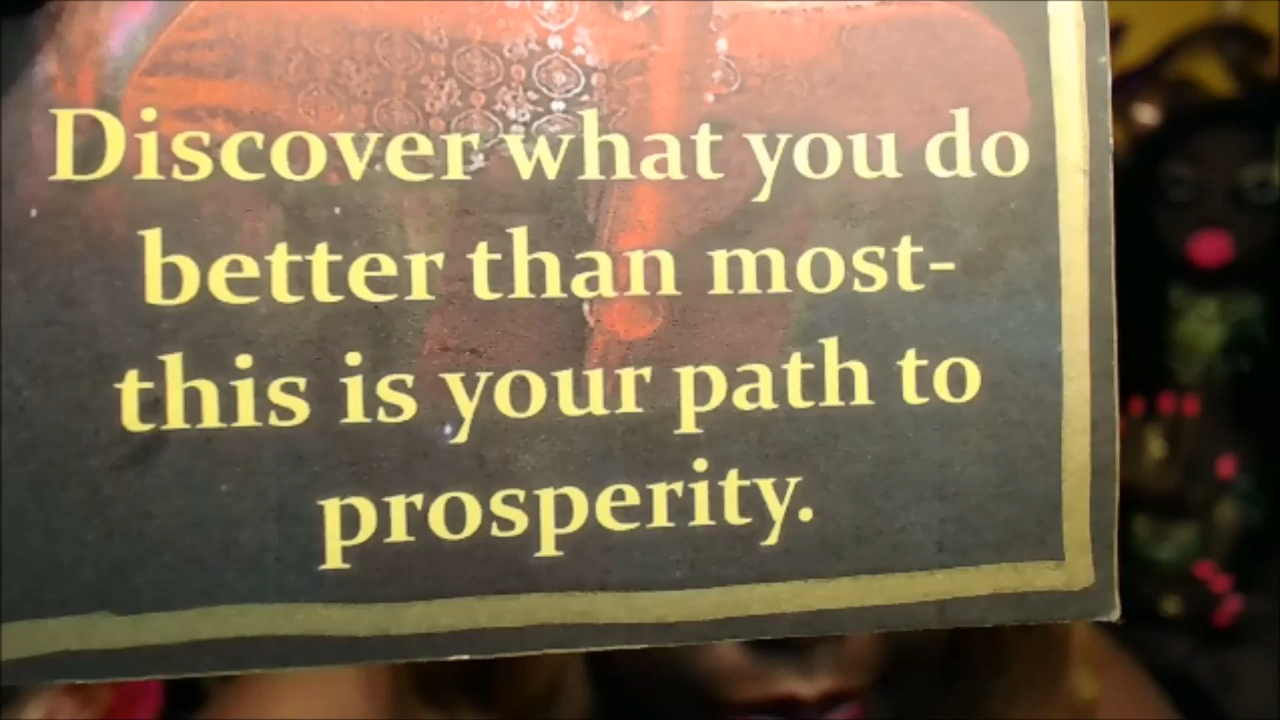 Discover what you do
better than most-
this is your path to
prosperity.